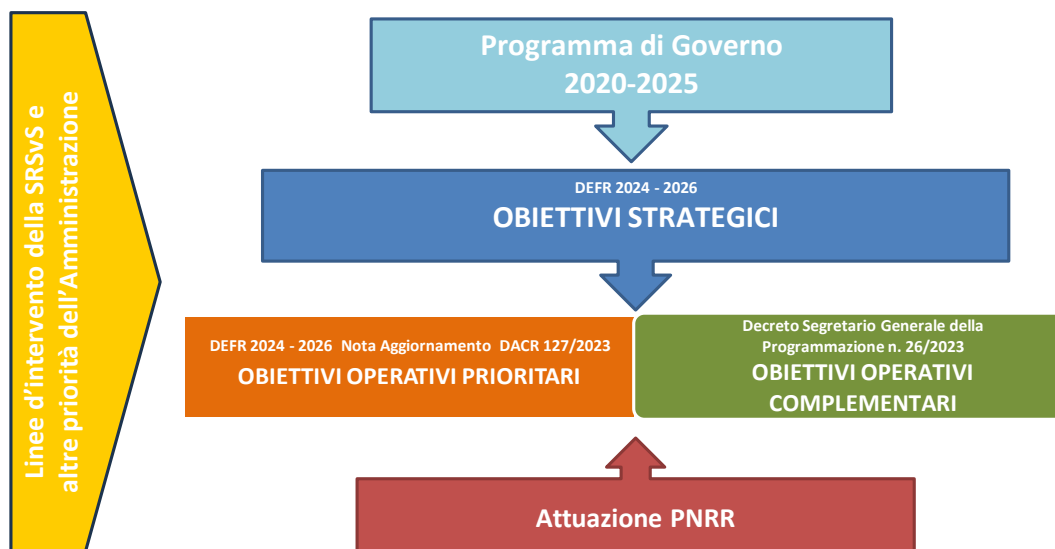 Linee d'intervento della SRSvS e
altre priorità dell'Amministrazione
Programma di Governo
2020-2025
DEFR 2024 - 2026
OBIETTIVI STRATEGICI
DEFR 2024 - 2026 Nota Aggiornamento DACR 127/2023
OBIETTIVI OPERATIVI PRIORITARI
Decreto Segretario Generale della
Programmazione n. 26/2023
OBIETTIVI OPERATIVI
COMPLEMENTARI
Attuazione PNRR